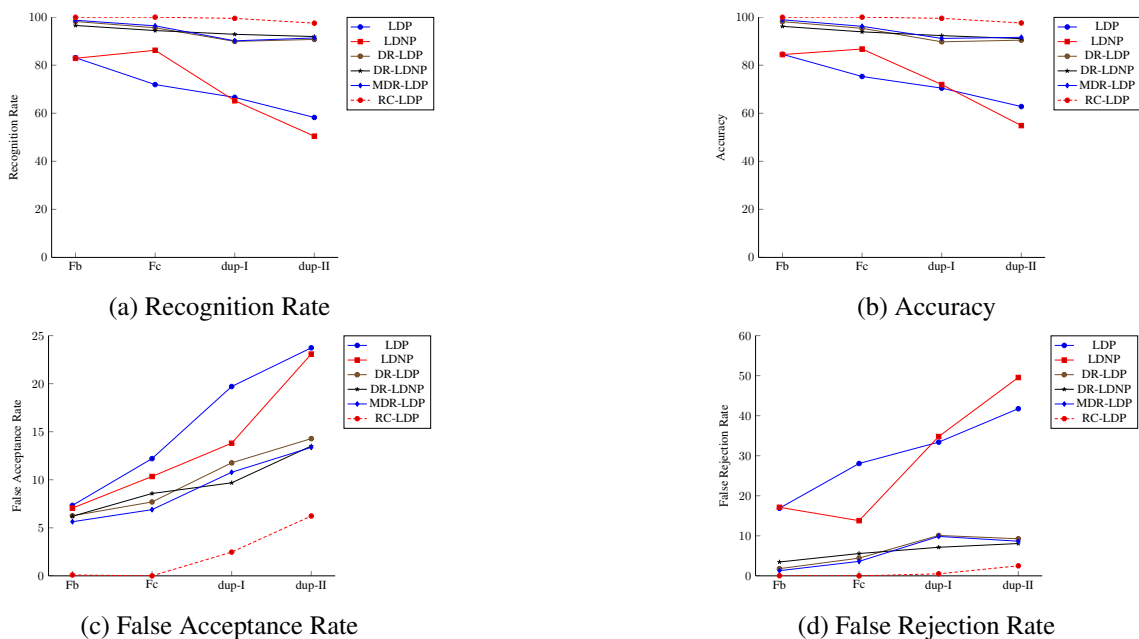 100
80
60
40
20
0
Recognition Rate
Fb Fc dup-I dup-II
LDP
LDNP
DR-LDP
DR-LDNP
MDR-LDP
RC-LDP
(a) Recognition Rate
100
80
60
40
20
0
Accuracy
Fb Fc dup-I dup-II
LDP
LDNP
DR-LDP
DR-LDNP
MDR-LDP
RC-LDP
(b) Accuracy
25
20
15
10
5
0
False Acceptance Rate
Fb Fc dup-I dup-II
LDP
LDNP
DR-LDP
DR-LDNP
MDR-LDP
RC-LDP
(c) False Acceptance Rate
60
50
40
30
20
10
0
False Rejection Rate
Fb Fc dup-I dup-II
LDP
LDNP
DR-LDP
DR-LDNP
MDR-LDP
RC-LDP
(d) False Rejection Rate